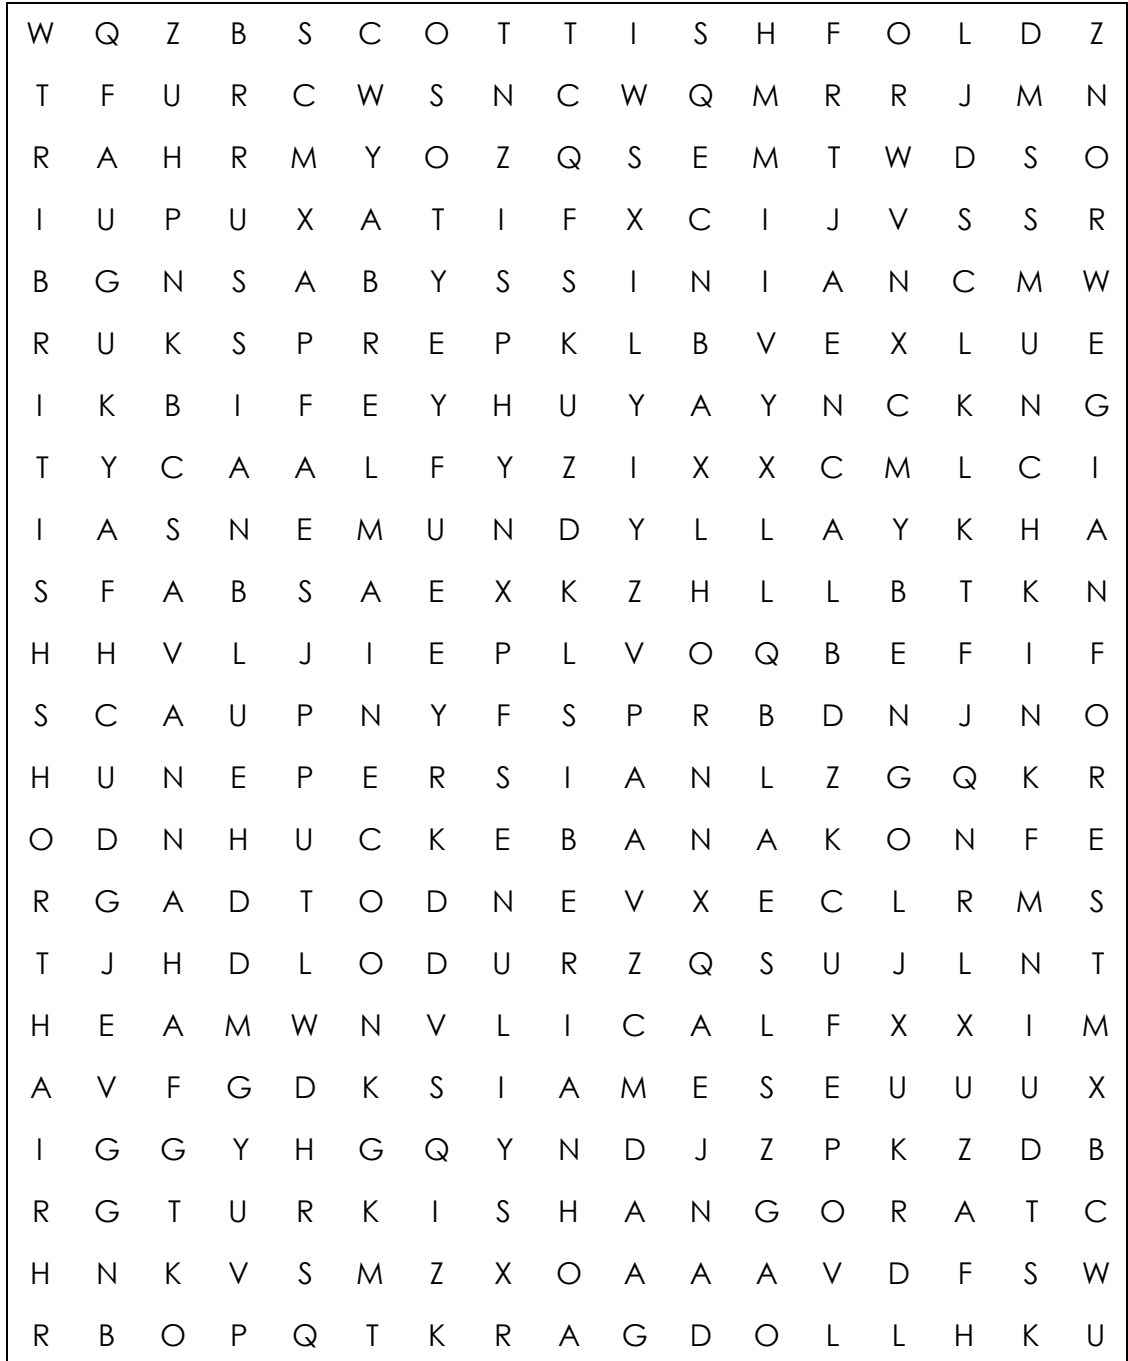 W Q Z B S C O T T I S H F O L D Z
T F U R C W S N C W Q M R R J M N
R A H R M Y O Z Q S E M T W D S O
I U P U X A T I F X C I J V S S R
B G N S A B Y S S I N I A N C M W
R U K S P R E P K L B V E X L U E
I K B I F E Y H U Y A Y N C K N G
T Y C A A L F Y Z I X X C M L C I
I A S N E M U N D Y L L A Y K H A
S F A B S A E X K Z H L L B T K N
H H V L J I E P L V O Q B E F I F
S C A U P N Y F S P R B D N J N O
H U N E P E R S I A N L Z G Q K R
O D N H U C K E B A N A K O N F E
R G A D T O D N E V X E C L R M S
T J H D L O D U R Z Q S U J L N T
H E A M W N V L I C A L F X X I M
A V F G D K S I A M E S E U U U X
I G G Y H G Q Y N D J Z P K Z D B
R G T U R K I S H A N G O R A T C
H N K V S M Z X O A A A V D F S W
R B O P Q T K R A G D O L L H K U